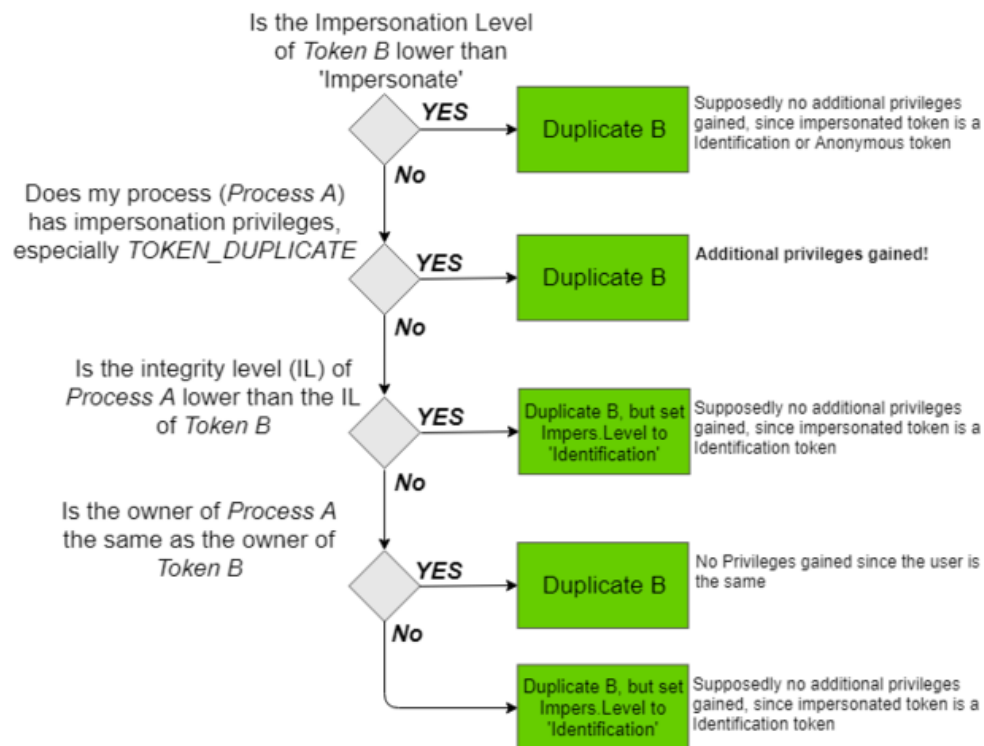 Is the Impersonation Level
of Token B lower than
'Impersonate'
YES
Duplicate B
Supposedly no additional privileges
gained, since impersonated token is a
Identification or Anonymous token
No
Does my process (Process A)
has impersonation privileges,
especially TOKEN_DUPLICATE
YES
Duplicate B
Additional privileges gained!
No
Is the integrity level (IL) of
Process A lower than the IL
of Token B
YES
Duplicate B, but set
Impers.Level to
'Identification'
Supposedly no additional privileges
gained, since impersonated token is a
Identification token
No
Is the owner of Process A
the same as the owner of
Token B
YES
Duplicate B
No Privileges gained since the user is
the same
No
Duplicate B, but set
Impers.Level to
'Identification'
Supposedly no additional privileges
gained, since impersonated token is a
Identification token